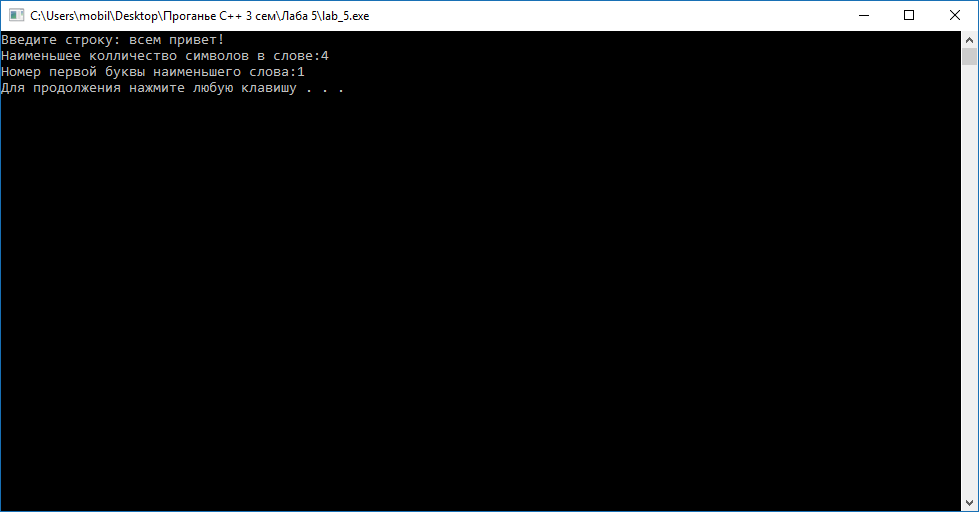 C:\Users\mobil\Desktop\Проганье C++ 3 сем\Лаба 5\lab_5.exe
Введите строку: всем привет!
Наименьшее колличество символов в слове:4
Номер первой буквы наименьшего слова:1
Для продолжения нажмите любую клавишу . . .